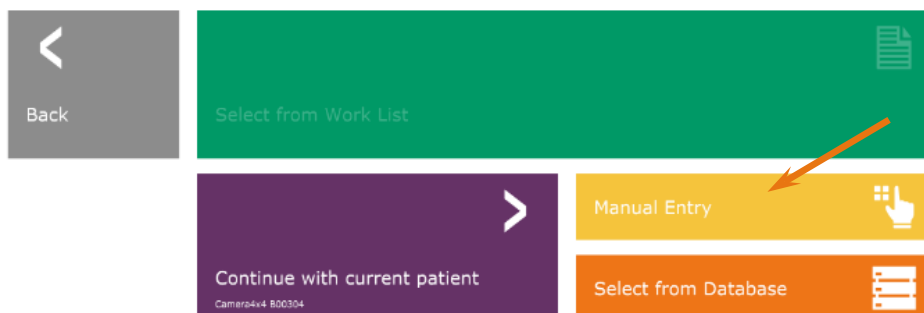 Back
Select from Work List
Manual Entry
Continue with current patient
Camera4x4 B00304
Select from Database